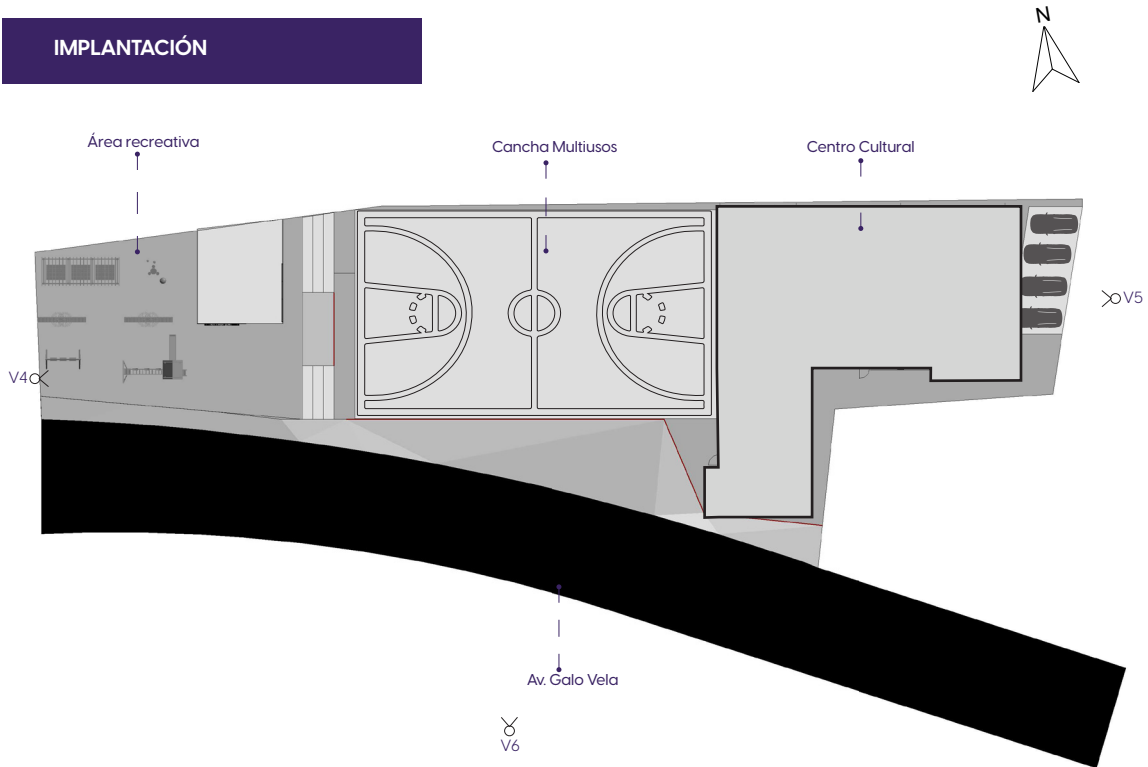 N
IMPLANTACIÓN
Área recreativa
Cancha Multiusos
Centro Cultural
V5
V4
Av. Galo Vela
V6